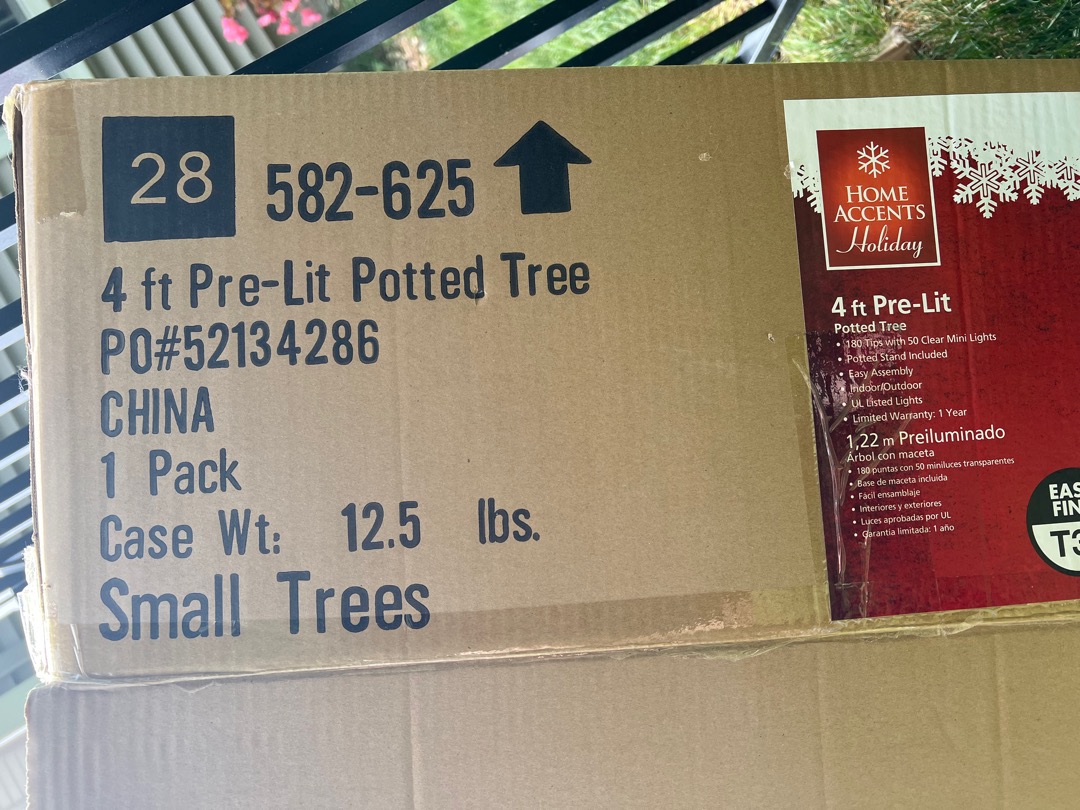 28 582-625
4 ft Pre-Lit Potted Tree
PO#52134286
CHINA
1 Pack
Case Wt: 12.5 lbs.
Small Trees
HOME
ACCENTS
Holiday
4 ft Pre-Lit
Potted Tree
• 180 Tips with 50 Clear Mini Lights
• Potted Stand Included
• Easy Assembly
• Indoor/Outdoor
• UL Listed Lights
• Limited Warranty: 1 Year
1,22 m Preiluminado
Árbol con maceta
• 180 puntas con 50 miniluces transparentes
• Base de maceta incluida
• Fácil ensamblaje
• Interiores y exteriores
• Luces aprobadas por UL
• Garantía limitada: 1 año